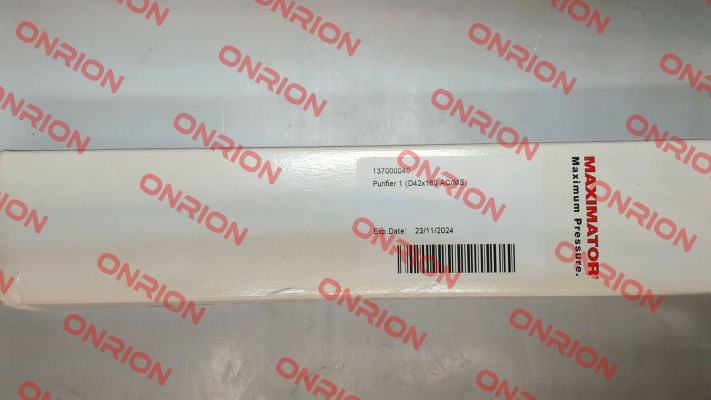 137000040
Purifier 1 (D42x180 AC/MS)
Exp.Date: 23/11/2024
MAXIMATOR
Maximum Pressure.
ONRION